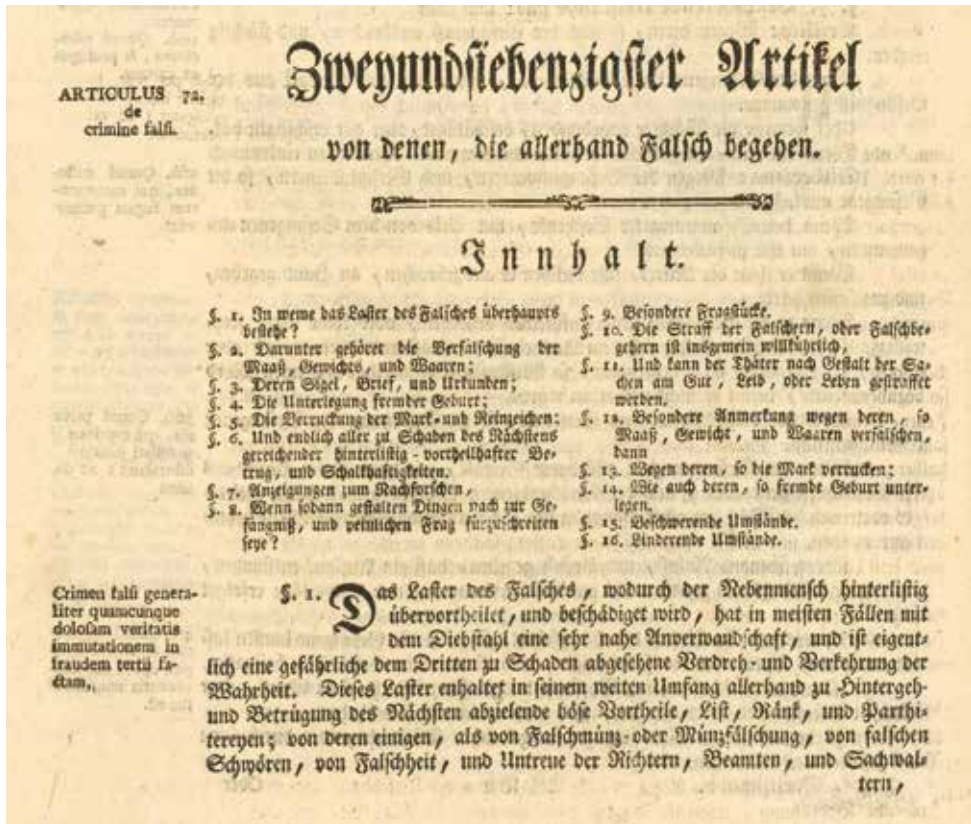 Zweyundsiebenzigster Artikel
ARTICULUS 72.
de
crimine falsi.
von denen, die allerhand Falsch begehen.
Innhalt.
§. 1. In weme das Laster des Falsches überhaupts
bestehe?
§. 2. Darunter gehöret die Verfälschung der
Maaß, Gewichts, und Waaren;
§. 3. Deren Sigel, Brief, und Urkunden;
§. 4. Die Unterlegung fremder Geburt;
§. 5. Die Verruckung der Mark- und Reinzeichen:
§. 6. Und endlich aller zu Schaden des Nächstens
gereichender hinterlistig-vortheilhafter Be-
trug, und Schalkhaftigkeiten.
§. 7. Anzeigungen zum Nachforschen,
§. 8. Wenn sodann gestalten Dingen nach zur Ge-
fängniß, und peinlichen Frag fürzuschreiten
seye?
§. 9. Besondere Fragstücke.
§. 10. Die Straff der Falschern, oder Falschbe-
gehern ist insgemein willkührlich,
§. 11. Und kann der Thäter nach Gestalt der Sa-
chen am Gut, Leib, oder Leben gestraffet
werden.
§. 12. Besondere Anmerkung wegen deren, so
Maaß, Gewicht, und Waaren verfälschen,
dann
§. 13. Wegen deren, so die Mark verrucken:
§. 14. Wie auch deren, so fremde Geburt unter-
legen.
§. 15. Beschwerende Umstände.
§. 16. Linderende Umstände.
Crimen falsi genera-
liter quamcunque
dolosam veritatis
immutationem in
fraudem tertii fa-
ctam,
§. 1. Das Laster des Falsches, wodurch der Nebenmensch hinterlistig
übervortheilet, und beschädiget wird, hat in meisten Fällen mit
dem Diebstahl eine sehr nahe Anverwandschaft, und ist eigent-
lich eine gefährliche dem Dritten zu Schaden abgesehene Verdreh- und Verkehrung der
Wahrheit. Dieses Laster enhaltet in seinem weiten Umfang allerhand zu Hintergeh-
und Betrügung des Nächsten abzielende böse Vortheile, List, Ränk, und Parthi-
tereyen; von deren einigen, als von Falschmünz- oder Münzfälschung, von falschen
Schwören, von Falschheit, und Untreue der Richtern, Beamten, und Sachwal-
tern,